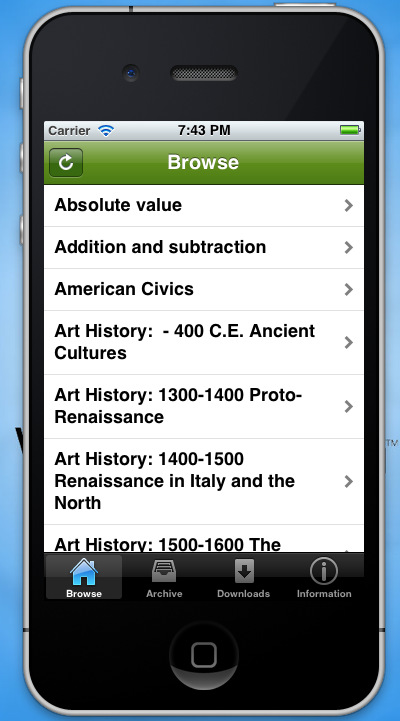 Carrier 7:43 PM
Browse
Absolute value
Addition and subtraction
American Civics
Art History:  - 400 C.E. Ancient
Cultures
Art History: 1300-1400 Proto-
Renaissance
Art History: 1400-1500
Renaissance in Italy and the
North
Art History: 1500-1600 The
Browse Archive Downloads Information
TM